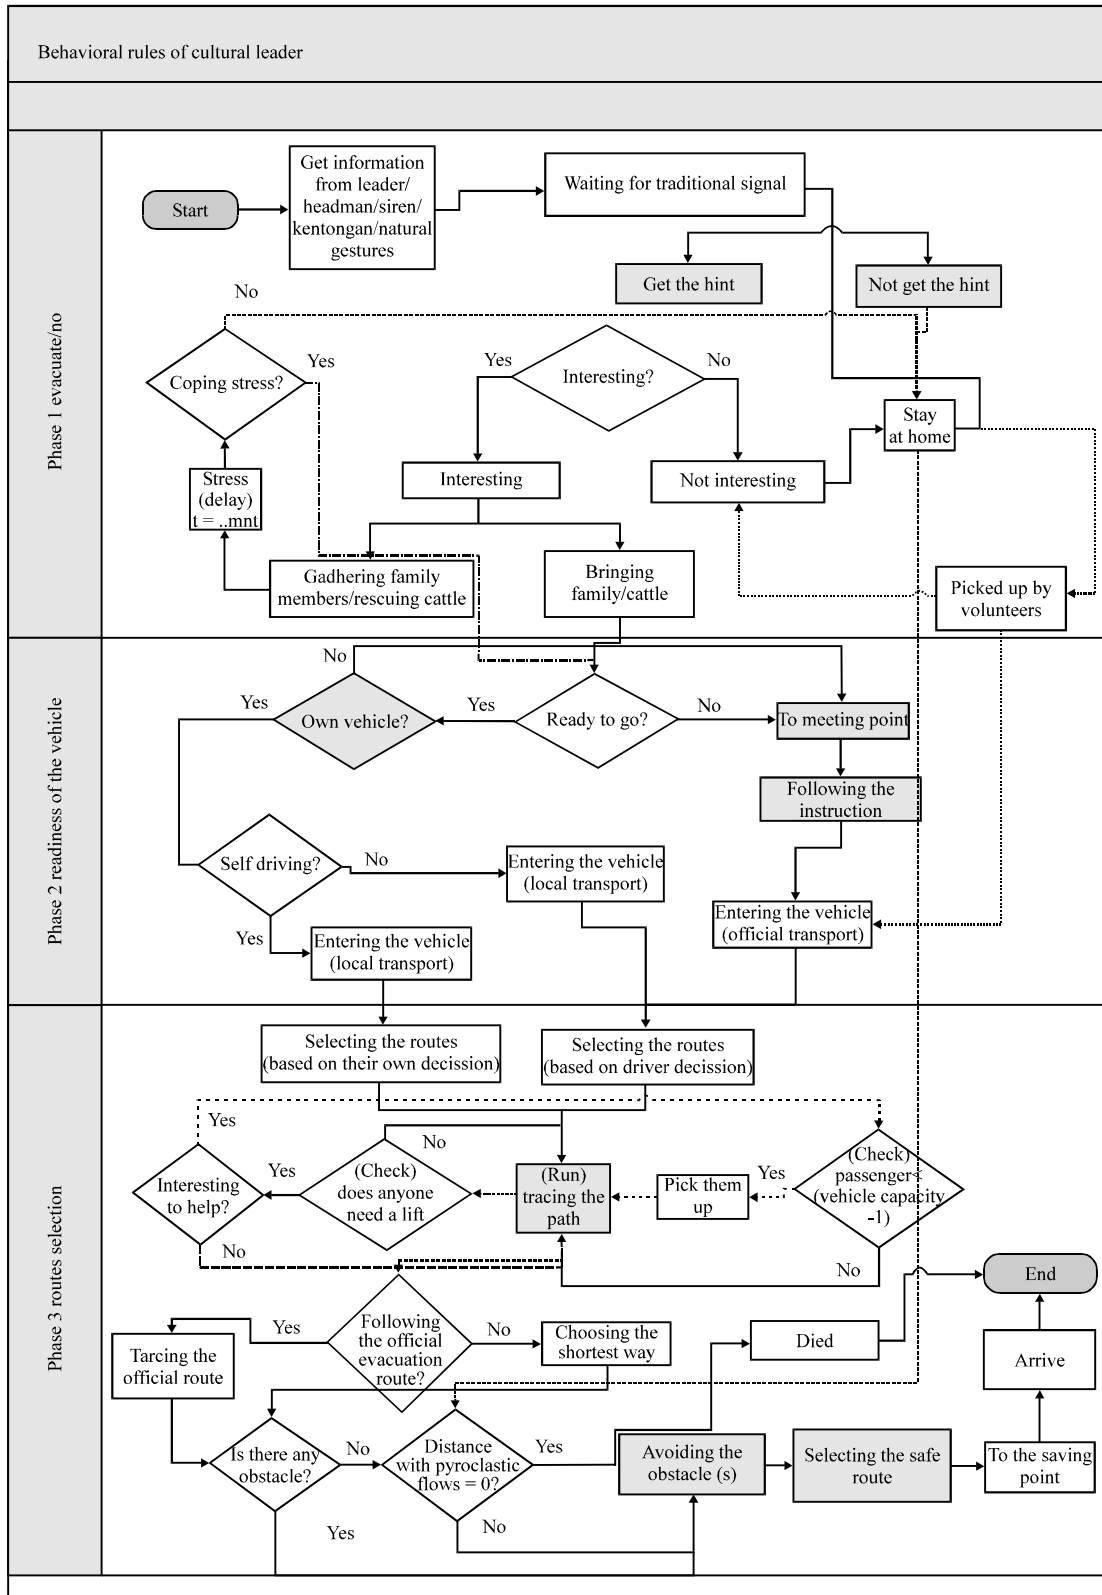 Behavioral rules of cultural leader
Phase 1 evacuate/no
Start
Get information
from leader/
headman/siren/
kentongan/natural
gestures
Waiting for traditional signal
Get the hint
Not get the hint
No
Coping stress?
Yes
Yes
Interesting?
No
Stay
at home
Stress
(delay)
t = ..mnt
Interesting
Not interesting
Gadhering family
members/rescuing cattle
Bringing
family/cattle
Picked up by
volunteers
Phase 2 readiness of the vehicle
No
Yes
Own vehicle?
Yes
Ready to go?
No
To meeting point
Following the
instruction
Self driving?
No
Entering the vehicle
(local transport)
Yes
Entering the vehicle
(local transport)
Entering the vehicle
(official transport)
Phase 3 routes selection
Selecting the routes
(based on their own decission)
Selecting the routes
(based on driver decission)
Yes
No
Interesting
to help?
Yes
(Check)
does anyone
need a lift
(Run)
tracing the
path
Pick them
up
Yes
(Check)
passenger<
(vehicle capacity
-1)
No
No
End
Yes
Following
the official
evacuation
route?
No
Choosing the
shortest way
Died
Tarcing the
official route
Arrive
Is there any
obstacle?
No
Distance
with pyroclastic
flows = 0?
Yes
Avoiding the
obstacle (s)
Selecting the safe
route
To the saving
point
Yes
No